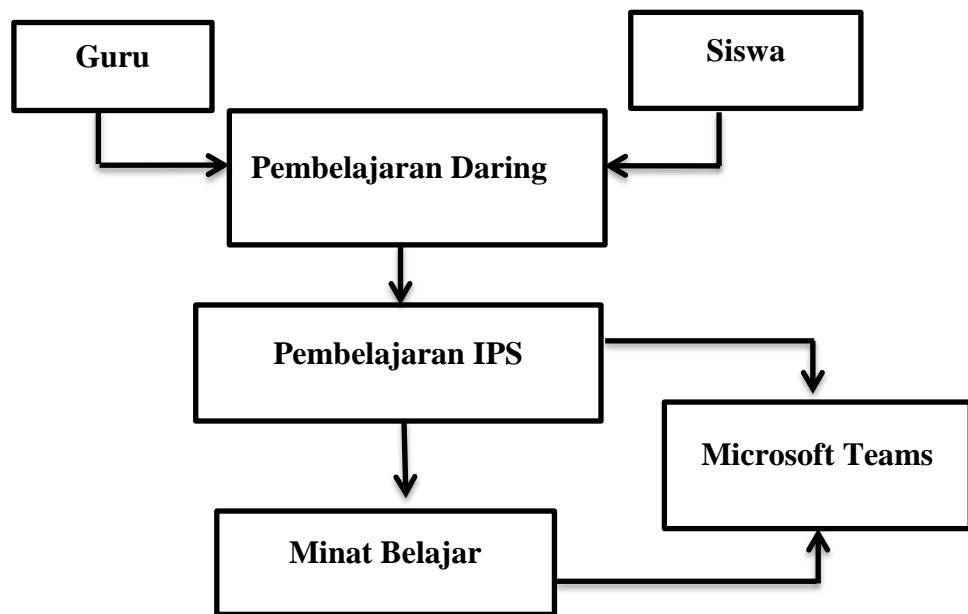 Guru
Siswa
Pembelajaran Daring
Pembelajaran IPS
Microsoft Teams
Minat Belajar